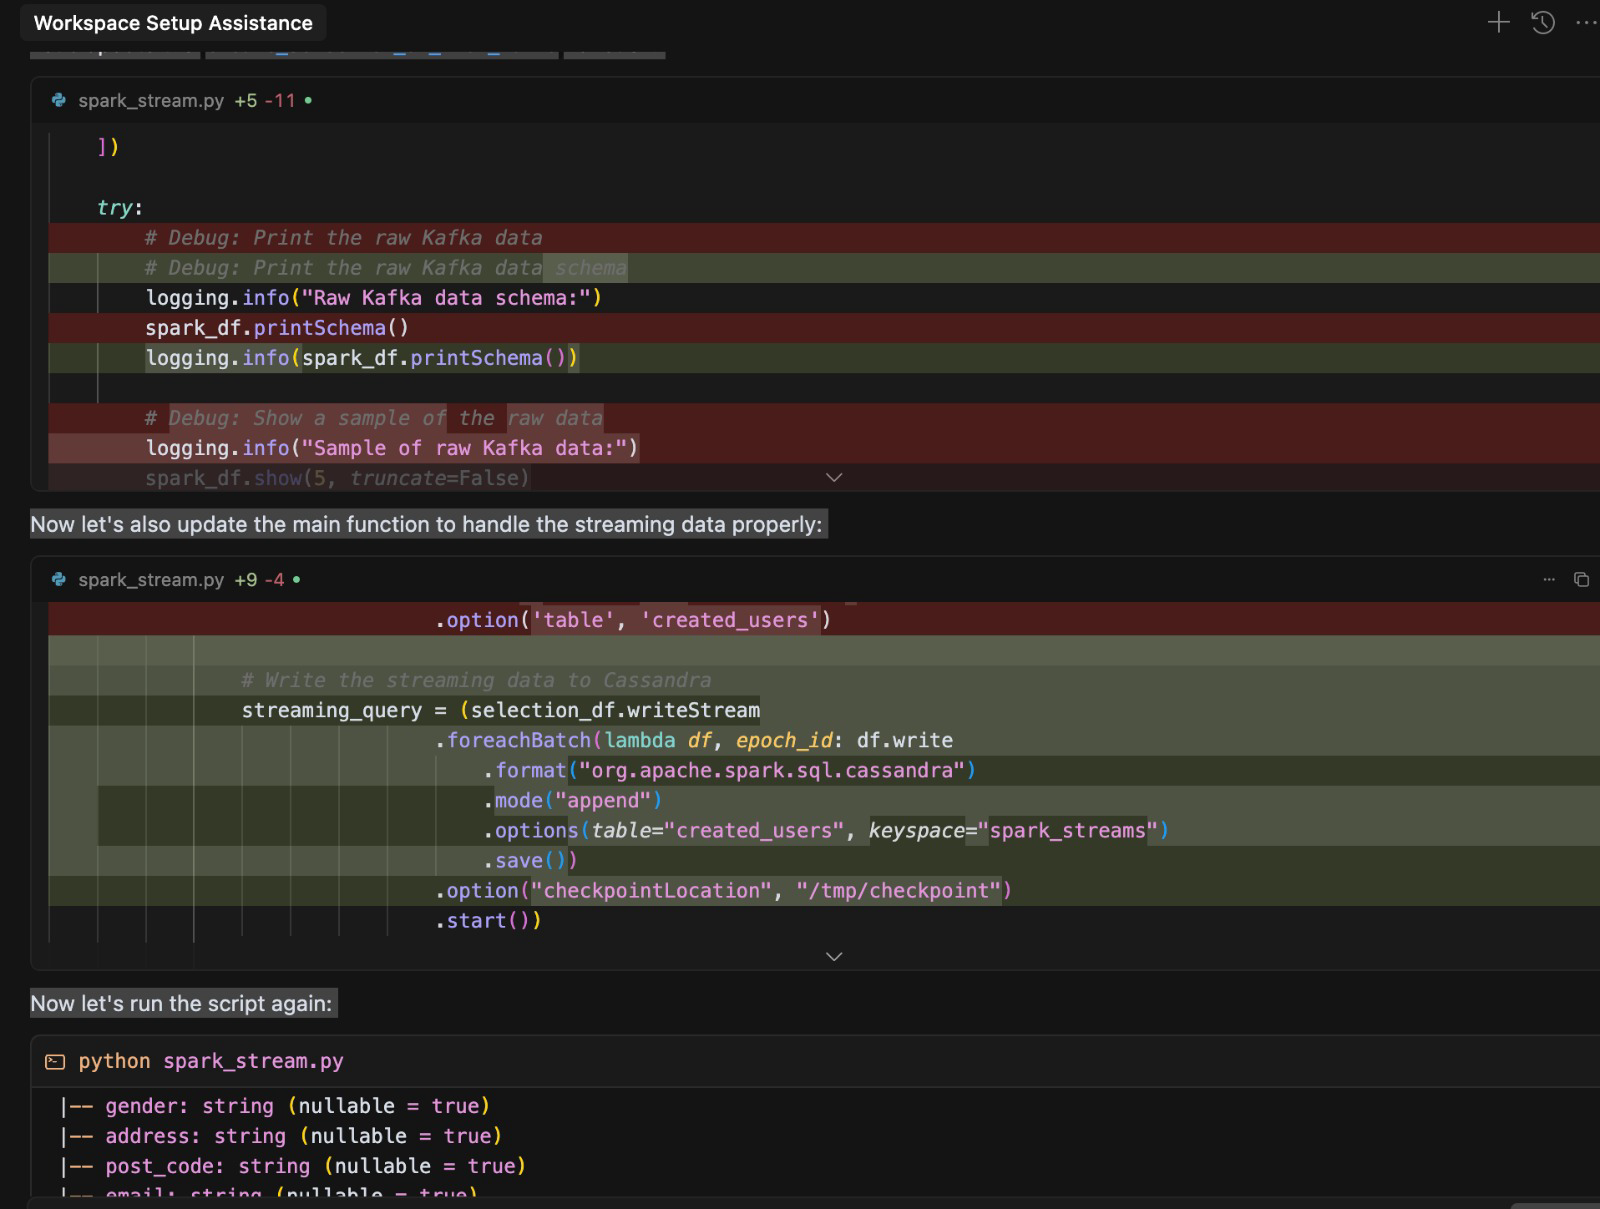 Workspace Setup Assistance
spark_stream.py +5 -11
])
try:
# Debug: Print the raw Kafka data
# Debug: Print the raw Kafka data schema
logging.info("Raw Kafka data schema:")
spark_df.printSchema()
logging.info(spark_df.printSchema())
# Debug: Show a sample of the raw data
logging.info("Sample of raw Kafka data:")
spark_df.show(5, truncate=False)
Now let's also update the main function to handle the streaming data properly:
spark_stream.py +9 -4
.option('table', 'created_users')
# Write the streaming data to Cassandra
streaming_query = (selection_df.writeStream
.foreachBatch(lambda df, epoch_id: df.write
.format("org.apache.spark.sql.cassandra")
.mode("append")
.options(table="created_users", keyspace="spark_streams")
.save())
.option("checkpointLocation", "/tmp/checkpoint")
.start())
Now let's run the script again:
python spark_stream.py
|-- gender: string (nullable = true)
|-- address: string (nullable = true)
|-- post_code: string (nullable = true)
|-- email: string (nullable = true)